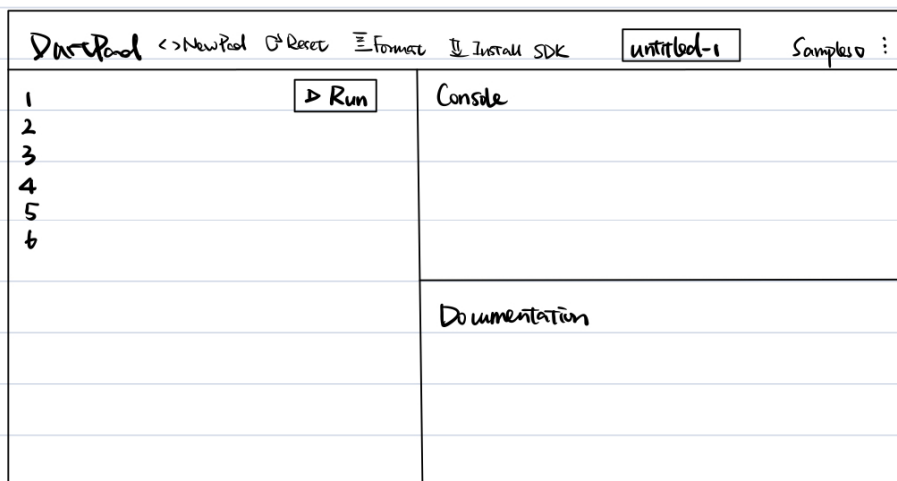 DartPad <> New Pad Reset Format Install SDK untitled-1 Samples
1
Run
Console
2
3
4
5
6
Documentation